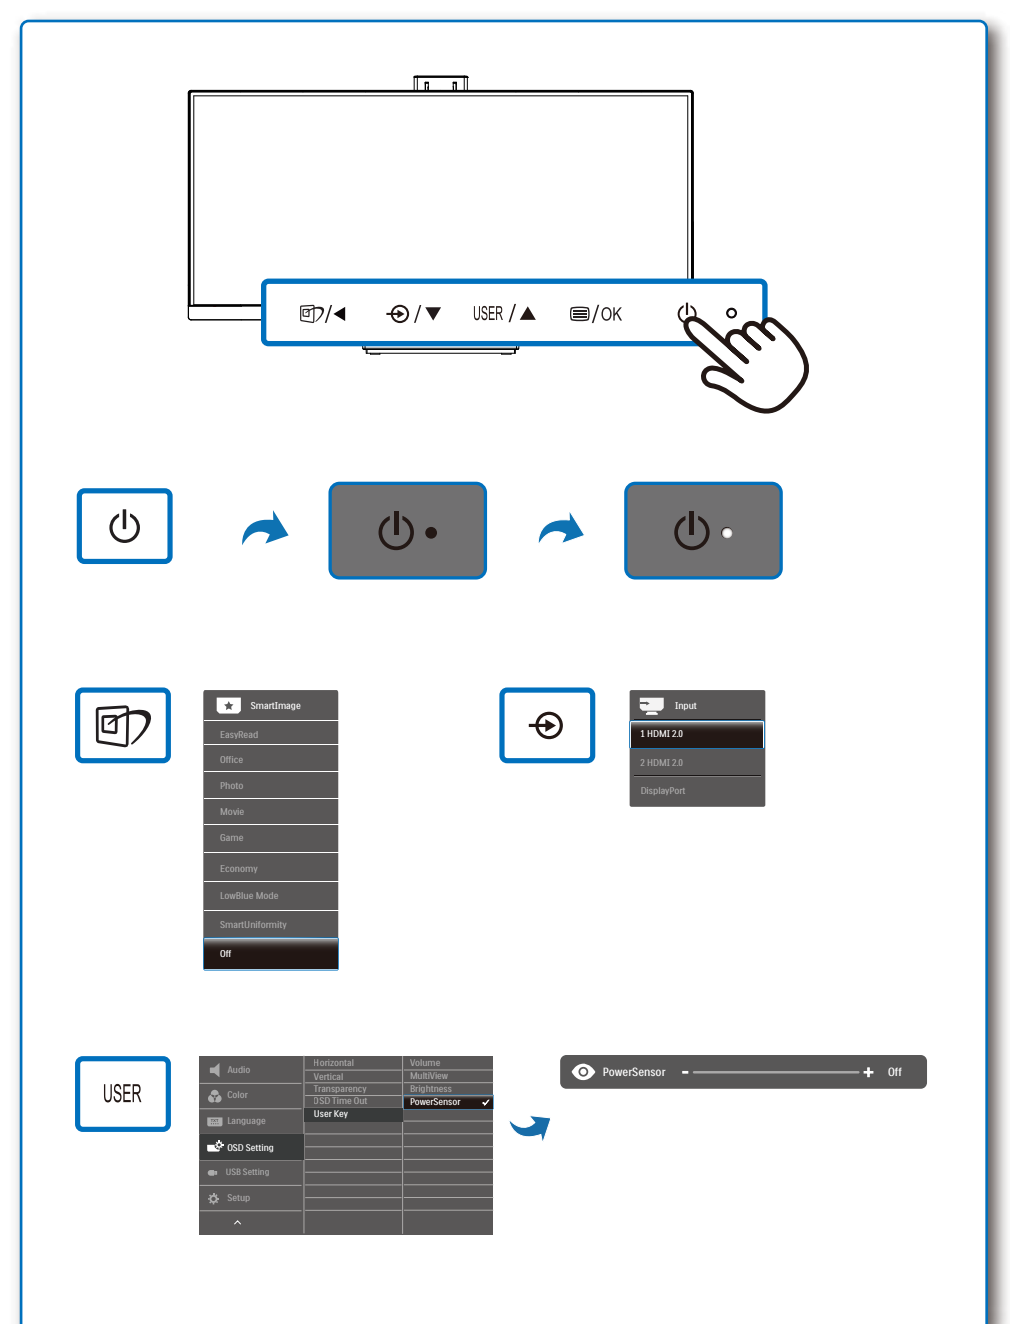 /◀ /▼ USER /▲ /OK
SmartImage
EasyRead
Office
Photo
Movie
Game
Economy
LowBlue Mode
SmartUniformity
Off
Input
1 HDMI 2.0
2 HDMI 2.0
DisplayPort
USER
Audio
Color
Language
OSD Setting
USB Setting
Setup
Horizontal
Vertical
Transparency
OSD Time Out
User Key
Volume
MultiView
Brightness
PowerSensor ✓
PowerSensor - + Off